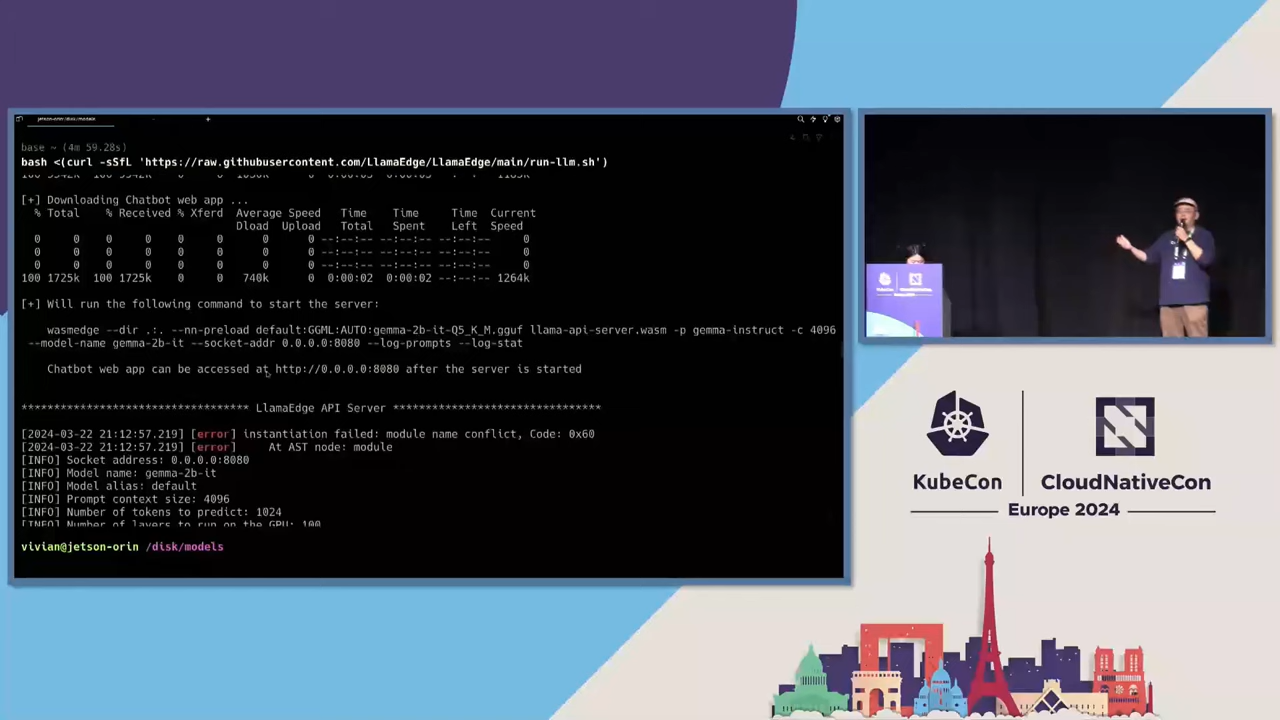 base ~ (4m 59.28s)
bash <(curl -sSfL 'https://raw.githubusercontent.com/LlamaEdge/LlamaEdge/main/run-llm.sh')
[+] Downloading Chatbot web app ...
% Total % Received % Xferd Average Speed Time Time Time Current
Dload Upload Total Spent Left Speed
0 0 0 0 0 0 0 0 --:--:-- --:--:-- --:--:-- 0
0 0 0 0 0 0 0 0 --:--:-- --:--:-- --:--:-- 0
0 0 0 0 0 0 0 0 --:--:-- --:--:-- --:--:-- 0
100 1725k 100 1725k 0 0 740k 0 0:00:02 0:00:02 --:--:-- 1264k
[+] Will run the following command to start the server:
wasmedge --dir .:. --nn-preload default:GGML:AUTO:gemma-2b-it-Q5_K_M.gguf llama-api-server.wasm -p gemma-instruct -c 4096
--model-name gemma-2b-it --socket-addr 0.0.0.0:8080 --log-prompts --log-stat
Chatbot web app can be accessed at http://0.0.0.0:8080 after the server is started
*********************************** LlamaEdge API Server ********************************
[2024-03-22 21:12:57.219] [error] instantiation failed: module name conflict, Code: 0x60
[2024-03-22 21:12:57.219] [error] At AST node: module
[INFO] Socket address: 0.0.0.0:8080
[INFO] Model name: gemma-2b-it
[INFO] Model alias: default
[INFO] Prompt context size: 4096
[INFO] Number of tokens to predict: 1024
[INFO] Number of layers to run on the GPU: 100
vivian@jetson-orin /disk/models
KubeCon
CloudNativeCon
Europe 2024